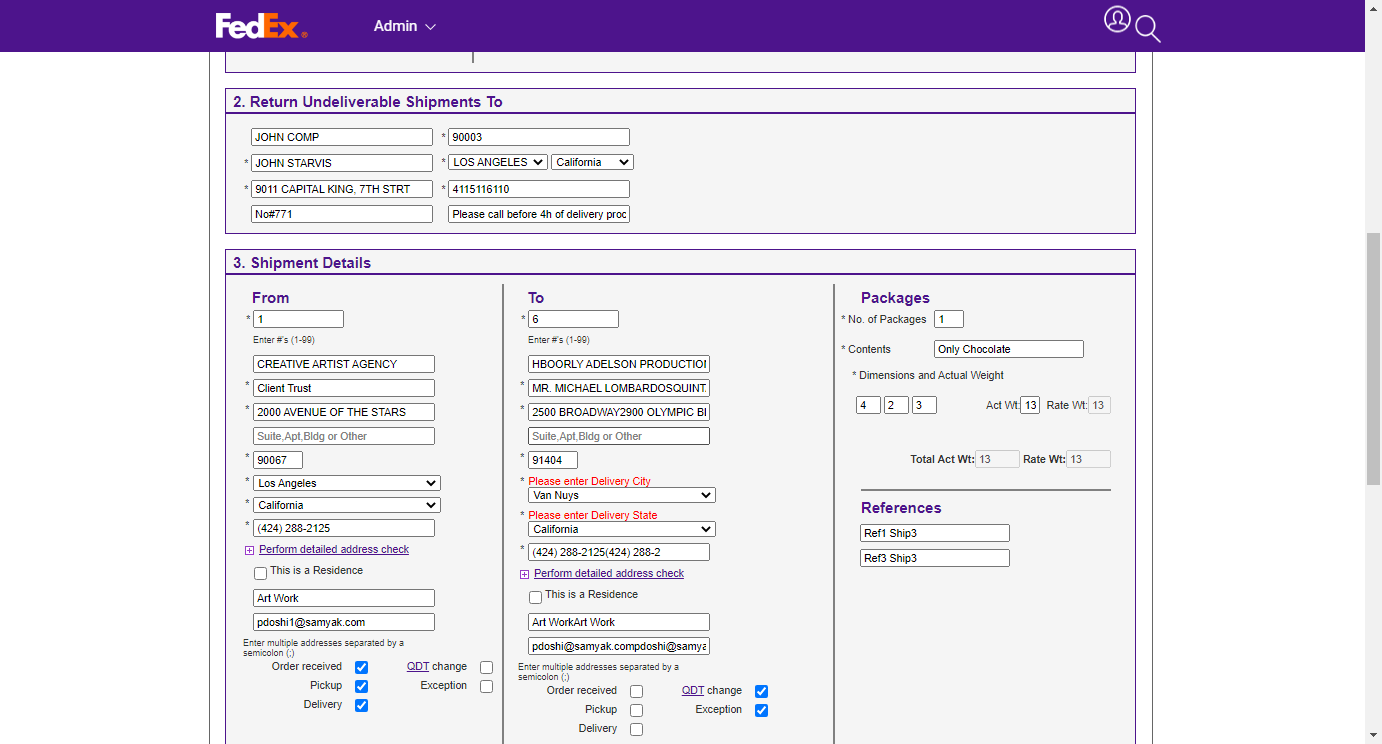 FedEx®
Admin
2. Return Undeliverable Shipments To
JOHN COMP * 90003
* JOHN STARVIS * LOS ANGELES California
* 9011 CAPITAL KING, 7TH STRT * 4115116110
No#771 Please call before 4h of delivery proc
3. Shipment Details
From
* 1
Enter #'s (1-99)
CREATIVE ARTIST AGENCY
* Client Trust
* 2000 AVENUE OF THE STARS
Suite,Apt,Bldg or Other
* 90067
* Los Angeles
* California
* (424) 288-2125
Perform detailed address check
This is a Residence
Art Work
pdoshi1@samyak.com
Enter multiple addresses separated by a
semicolon (;)
Order received QDT change
Pickup Exception
Delivery
To
* 6
Enter #'s (1-99)
HBOORLY ADELSON PRODUCTION
* MR. MICHAEL LOMBARDOSQUINT
* 2500 BROADWAY2900 OLYMPIC Bl
Suite,Apt,Bldg or Other
* 91404
* Please enter Delivery City
Van Nuys
* Please enter Delivery State
California
* (424) 288-2125(424) 288-2
Perform detailed address check
This is a Residence
Art WorkArt Work
pdoshi@samyak.compdoshi@samya
Enter multiple addresses separated by a
semicolon (;)
Order received QDT change
Pickup Exception
Delivery
Packages
* No. of Packages 1
* Contents Only Chocolate
* Dimensions and Actual Weight
4 2 3 Act Wt: 13 Rate Wt: 13
Total Act Wt: 13 Rate Wt: 13
References
Ref1 Ship3
Ref3 Ship3